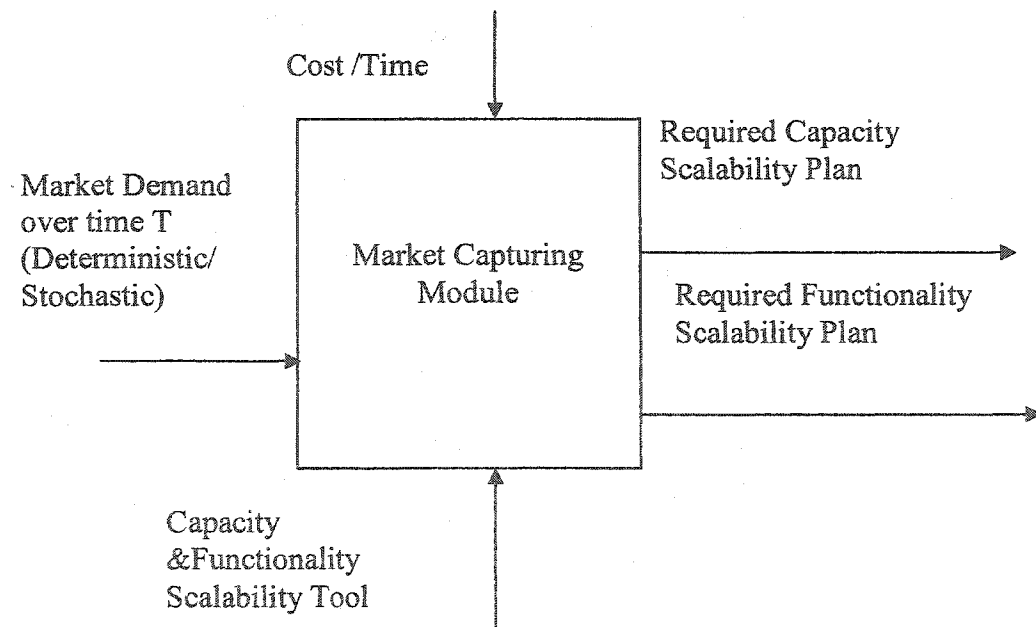 Cost /Time
Required Capacity
Scalability Plan
Market Demand
over time T
(Deterministic/
Stochastic)
Market Capturing
Module
Required Functionality
Scalability Plan
Capacity
&Functionality
Scalability Tool